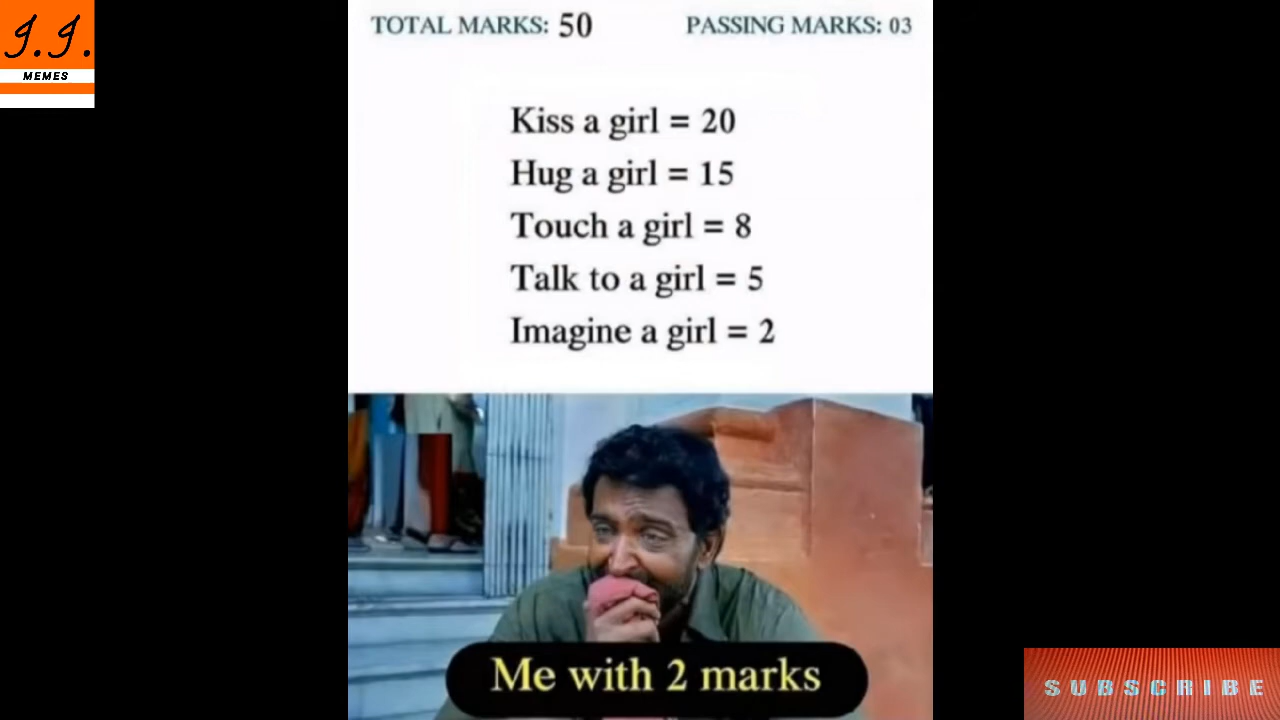 J.J.
MEMES
TOTAL MARKS: 50 PASSING MARKS: 03
Kiss a girl = 20
Hug a girl = 15
Touch a girl = 8
Talk to a girl = 5
Imagine a girl = 2
Me with 2 marks
SUBSCRIBE